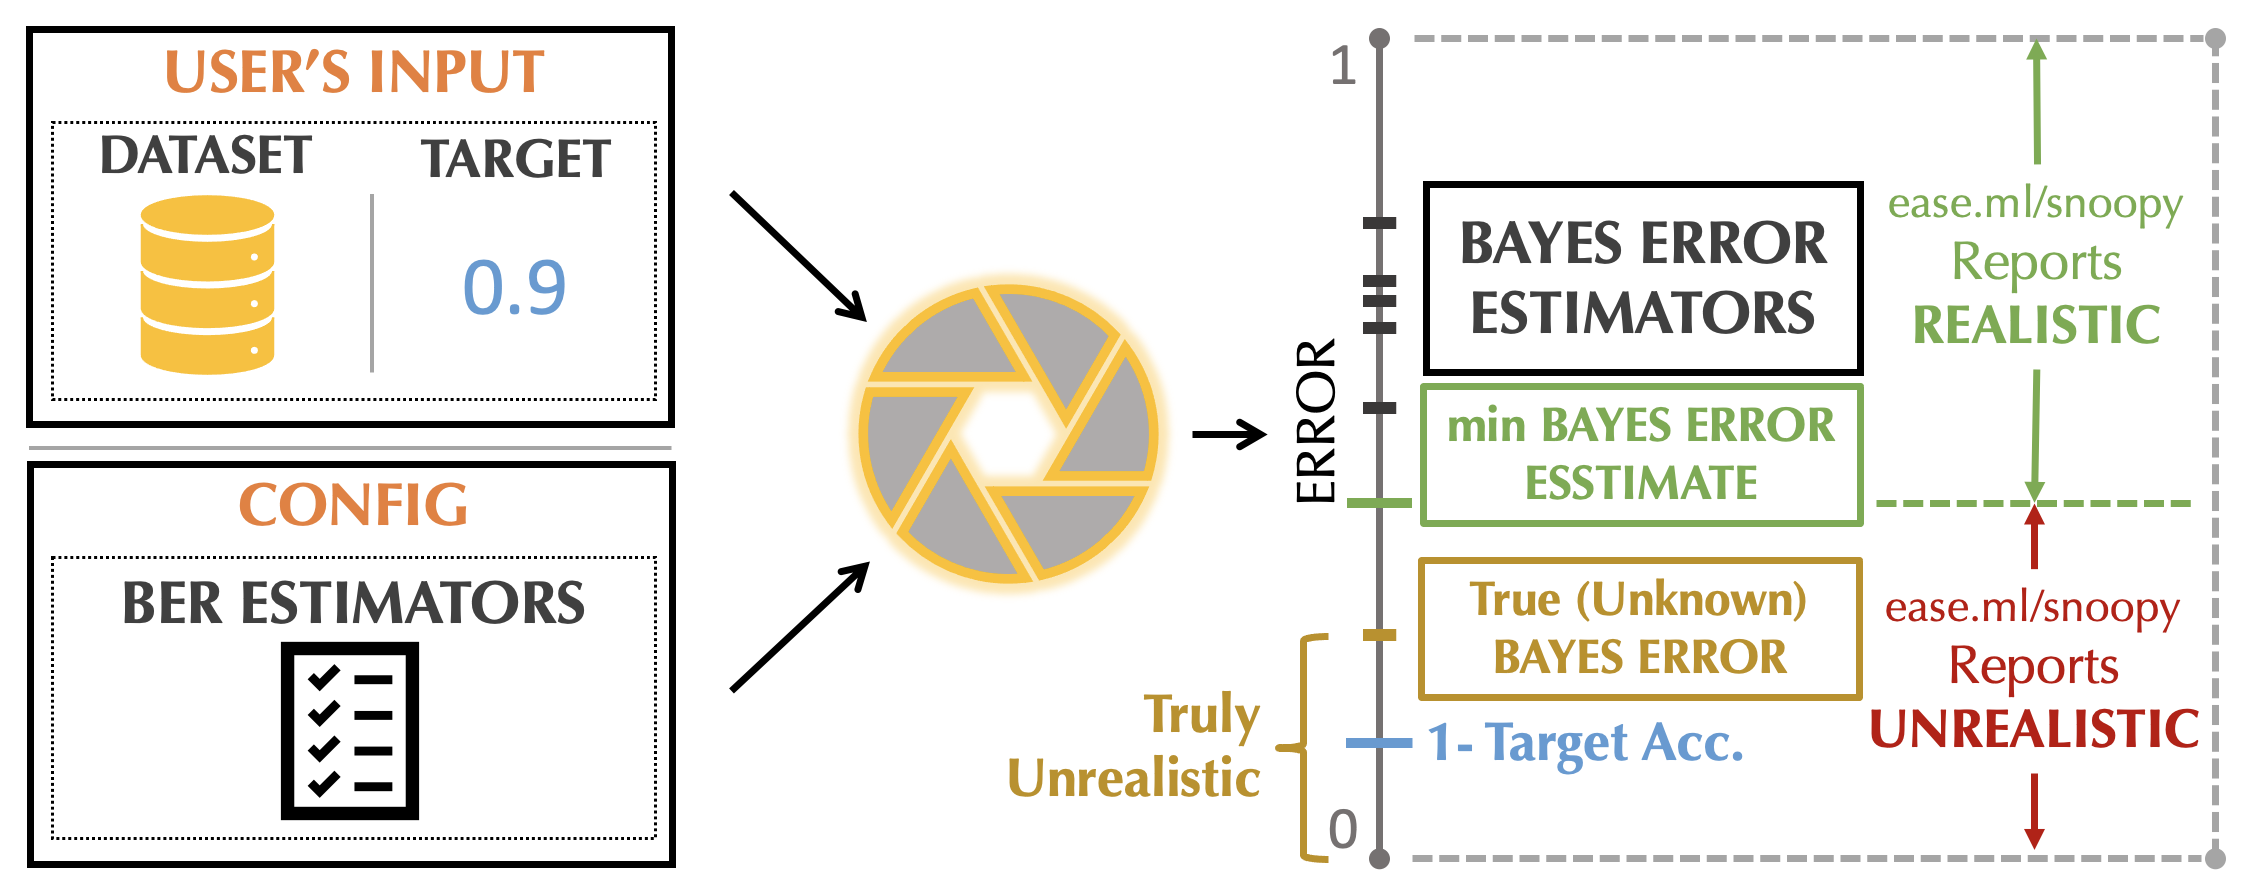 USER'S INPUT
DATASET
TARGET
0.9
CONFIG
BER ESTIMATORS
ERROR
1
0
BAYES ERROR
ESTIMATORS
min BAYES ERROR
ESSTIMATE
True (Unknown)
BAYES ERROR
1- Target Acc.
Truly
Unrealistic
ease.ml/snoopy
Reports
REALISTIC
ease.ml/snoopy
Reports
UNREALISTIC